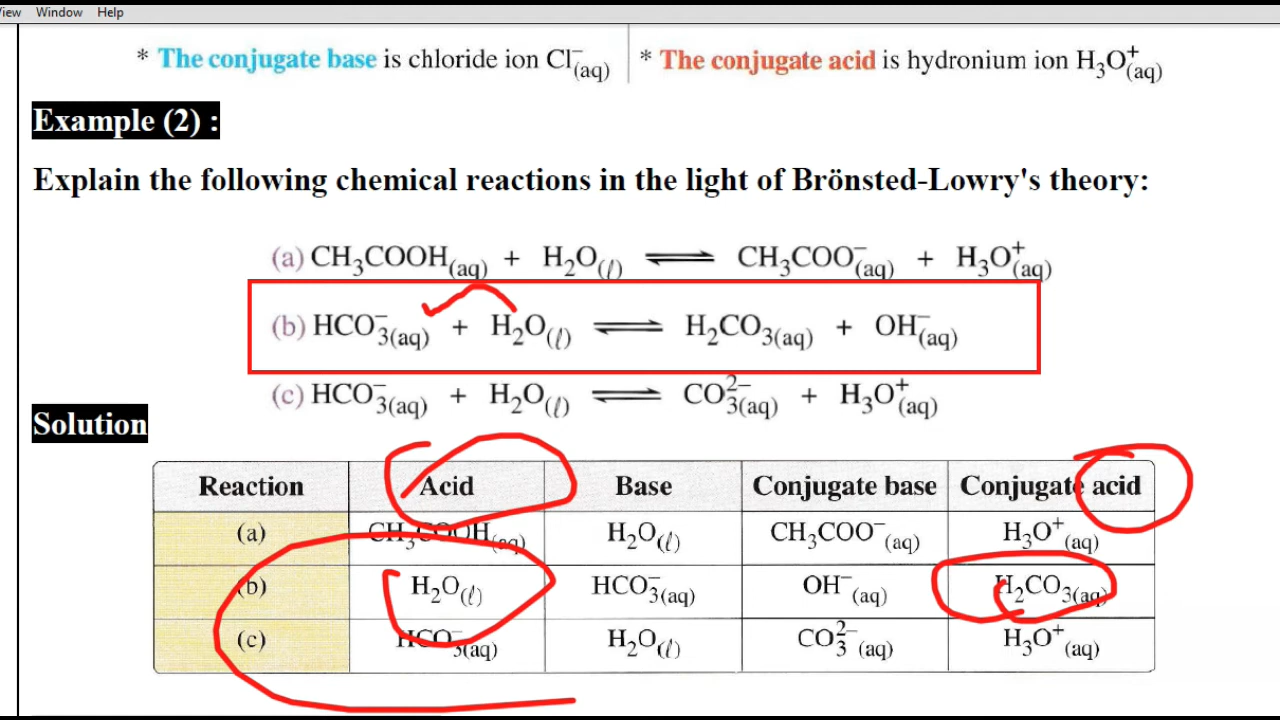 View Window Help
* The conjugate base is chloride ion Cl⁻(aq) * The conjugate acid is hydronium ion H₃O⁺(aq)
Example (2) :
Explain the following chemical reactions in the light of Brönsted-Lowry's theory:
(a) CH₃COOH(aq) + H₂O(ℓ) ⇌ CH₃COO⁻(aq) + H₃O⁺(aq)
(b) HCO₃⁻(aq) + H₂O(ℓ) ⇌ H₂CO₃(aq) + OH⁻(aq)
(c) HCO₃⁻(aq) + H₂O(ℓ) ⇌ CO₃²⁻(aq) + H₃O⁺(aq)
Solution
Reaction Acid Base Conjugate base Conjugate acid
(a) CH₃COOH(aq) H₂O(ℓ) CH₃COO⁻(aq) H₃O⁺(aq)
(b) H₂O(ℓ) HCO₃⁻(aq) OH⁻(aq) H₂CO₃(aq)
(c) HCO₃⁻(aq) H₂O(ℓ) CO₃²⁻(aq) H₃O⁺(aq)